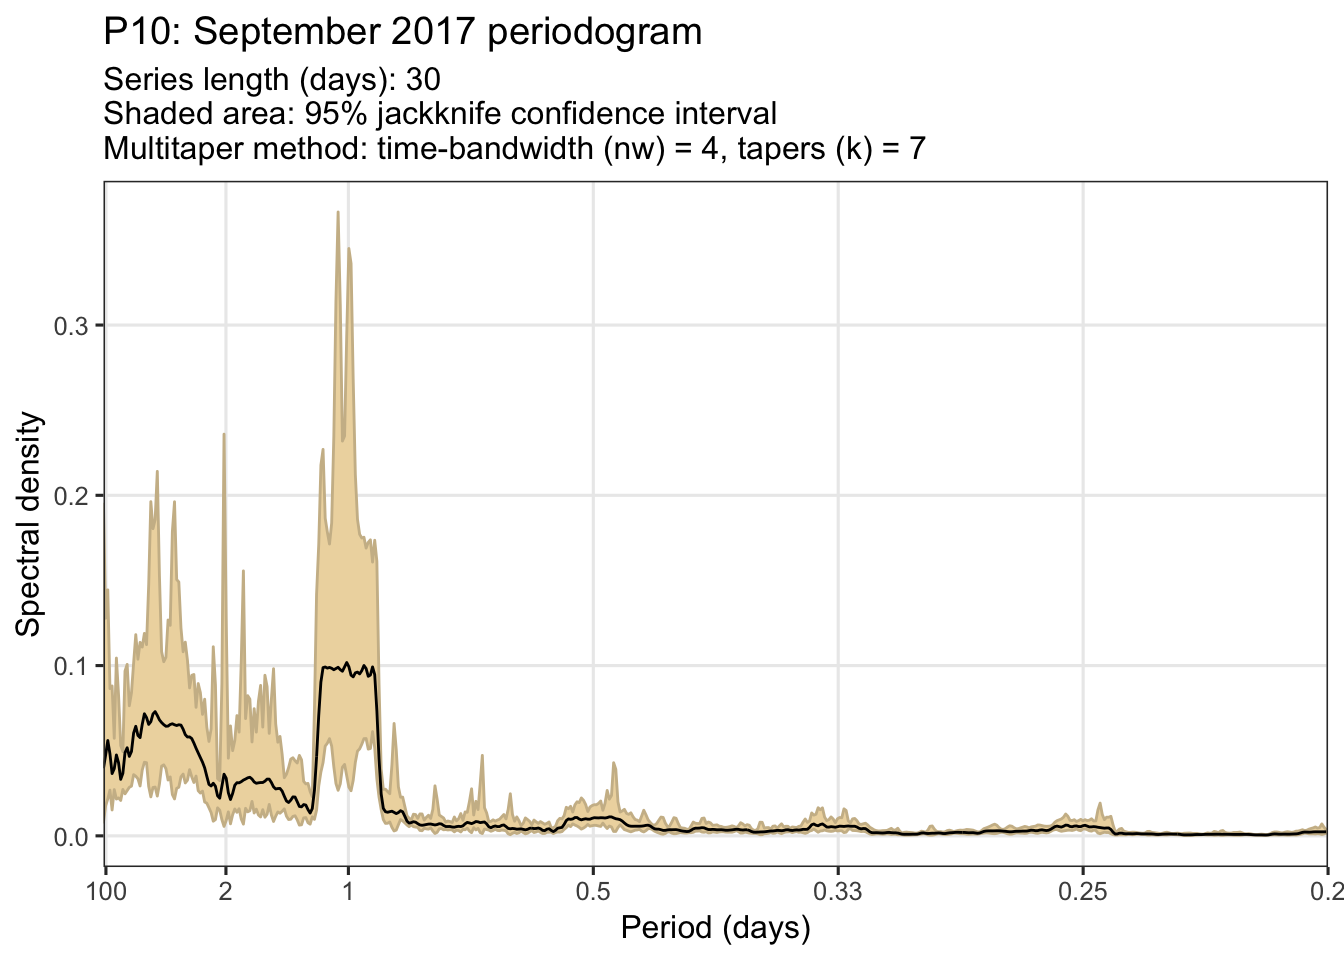 P10: September 2017 periodogram
Series length (days): 30
Shaded area: 95% jackknife confidence interval
Multitaper method: time-bandwidth (nw) = 4, tapers (k) = 7
Spectral density
0.3
0.2
0.1
0.0
100 2 1 0.5 0.33 0.25 0.2
Period (days)